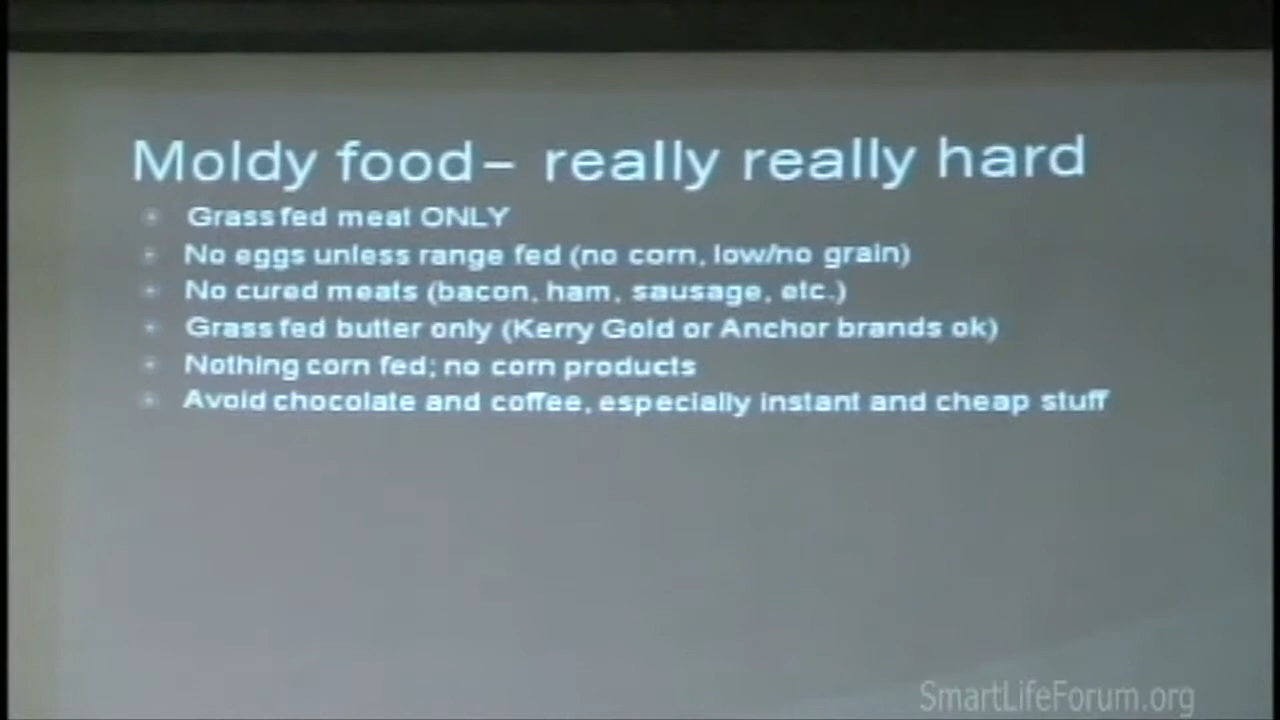 Moldy food – really really hard
Grass fed meat ONLY
No eggs unless range fed (no corn, low/no grain)
No cured meats (bacon, ham, sausage, etc.)
Grass fed butter only (Kerry Gold or Anchor brands ok)
Nothing corn fed; no corn products
Avoid chocolate and coffee, especially instant and cheap stuff
SmartLifeForum.org